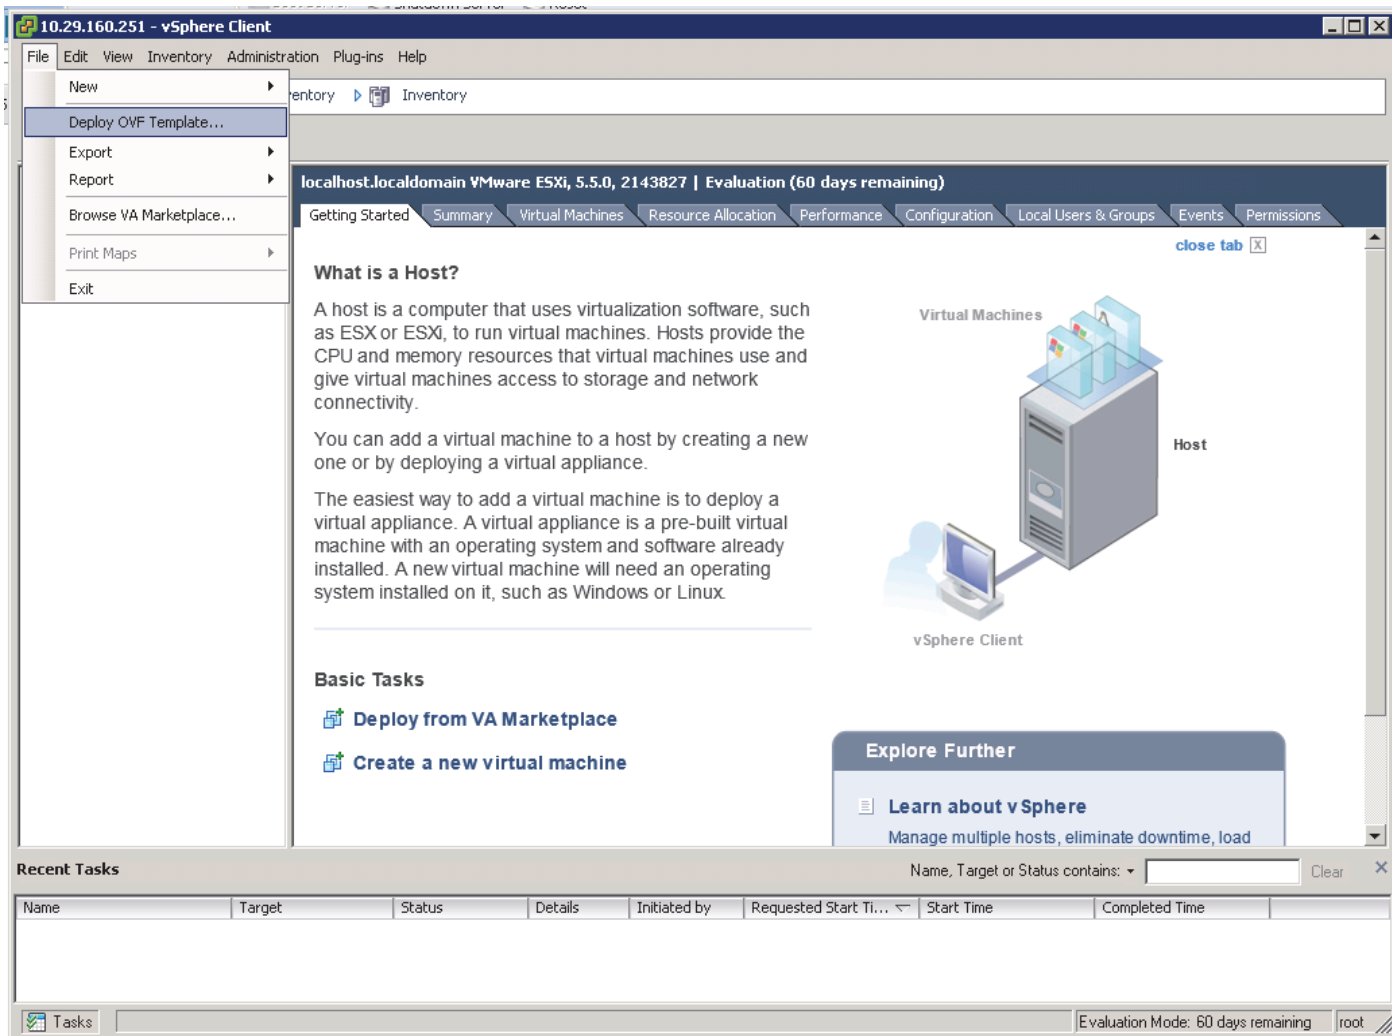 10.29.160.251 - vSphere Client
File Edit View Inventory Administration Plug-ins Help
New
entory Inventory
Deploy OVF Template...
Export
Report
Browse VA Marketplace...
Print Maps
Exit
localhost.localdomain VMware ESXi, 5.5.0, 2143827 | Evaluation (60 days remaining)
Getting Started Summary Virtual Machines Resource Allocation Performance Configuration Local Users & Groups Events Permissions
close tab X
What is a Host?
A host is a computer that uses virtualization software, such
as ESX or ESXi, to run virtual machines. Hosts provide the
CPU and memory resources that virtual machines use and
give virtual machines access to storage and network
connectivity.
You can add a virtual machine to a host by creating a new
one or by deploying a virtual appliance.
The easiest way to add a virtual machine is to deploy a
virtual appliance. A virtual appliance is a pre-built virtual
machine with an operating system and software already
installed. A new virtual machine will need an operating
system installed on it, such as Windows or Linux.
Virtual Machines
Host
vSphere Client
Basic Tasks
Deploy from VA Marketplace
Create a new virtual machine
Explore Further
Learn about vSphere
Manage multiple hosts, eliminate downtime, load
Recent Tasks
Name, Target or Status contains: Clear
Name Target Status Details Initiated by Requested Start Ti... Start Time Completed Time
Tasks Evaluation Mode: 60 days remaining root